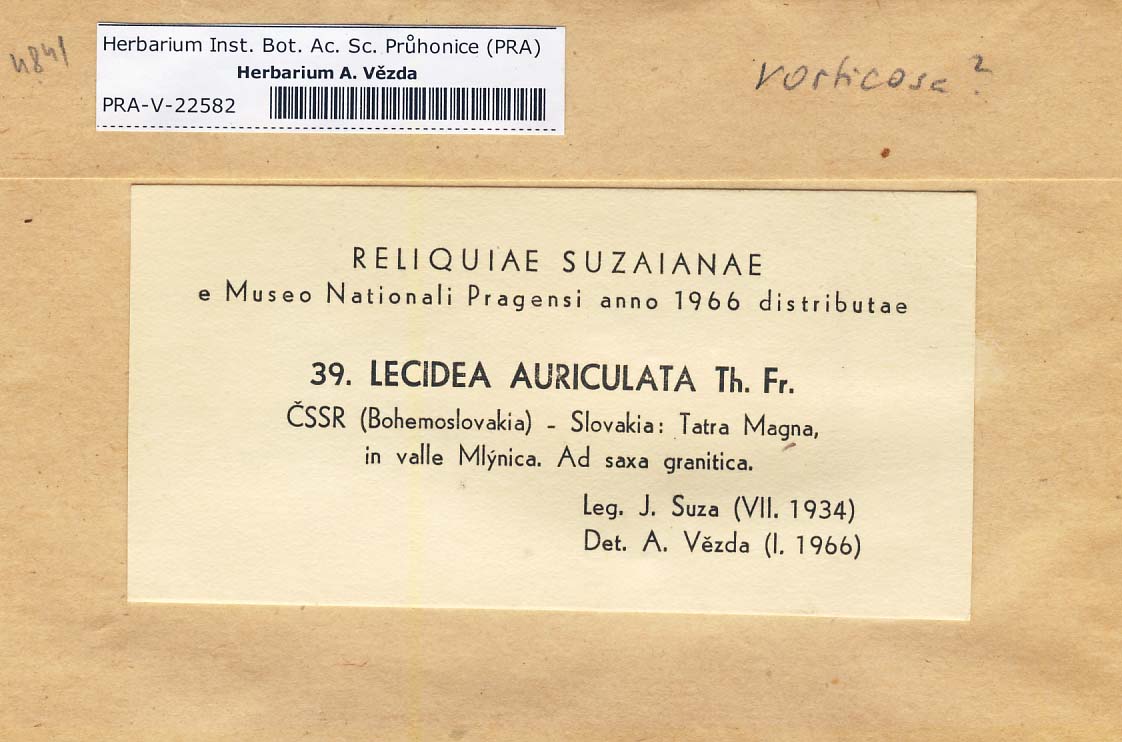 4841
Herbarium Inst. Bot. Ac. Sc. Průhonice (PRA)
Herbarium A. Vězda
PRA-V-22582
vorticosa ?
RELIQUIAE SUZAIANAE
e Museo Nationali Pragensi anno 1966 distributae
39. LECIDEA AURICULATA Th. Fr.
ČSSR (Bohemoslovakia) - Slovakia: Tatra Magna,
in valle Mlýnica. Ad saxa granitica.
Leg. J. Suza (VII. 1934)
Det. A. Vězda (I. 1966)